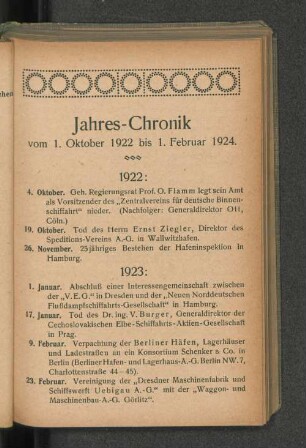 chen
Jahres-Chronik
vom 1. Oktober 1922 bis 1. Februar 1924.
1922:
4. Oktober. Geh. Regierungsrat Prof. O. Flamm legt sein Amt
als Vorsitzender des „Zentralvereins für deutsche Binnen-
schiffahrt“ nieder. (Nachfolger: Generaldirektor Ott,
Cöln.)
19. Oktober. Tod des Herrn Ernst Ziegler, Direktor des
Speditions-Vereins A.-G. in Wallwitzhafen.
26. November. 25jähriges Bestehen der Hafeninspektion in
Hamburg.
1923:
1. Januar. Abschluß einer Interessengemeinschaft zwischen
der „V.E.G.“ in Dresden und der „Neuen Norddeutschen
Flußdampfschiffahrts-Gesellschaft“ in Hamburg.
17. Januar. Tod des Dr.-ing. V. Burger, Generaldirektor der
Cechoslovakischen Elbe-Schiffahrts-Aktien-Gesellschaft
in Prag.
9. Februar. Verpachtung der Berliner Häfen, Lagerhäuser
und Ladestraßen an ein Konsortium Schenker & Co. in
Berlin (Berliner Hafen- und Lagerhaus-A.-G. Berlin NW. 7,
Charlottenstraße 44—45).
23. Februar. Vereinigung der „Dresdner Maschinenfabrik und
Schiffswerft Uebigau A.-G.“ mit der „Waggon- und
Maschinenbau-A.-G. Görlitz“.